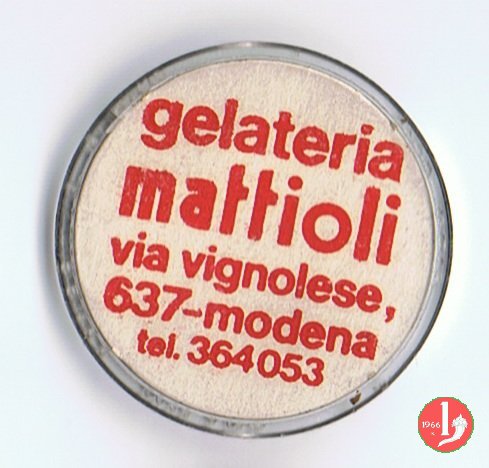 gelateria
mattioli
via vignolese,
637-modena
tel. 364053
1966